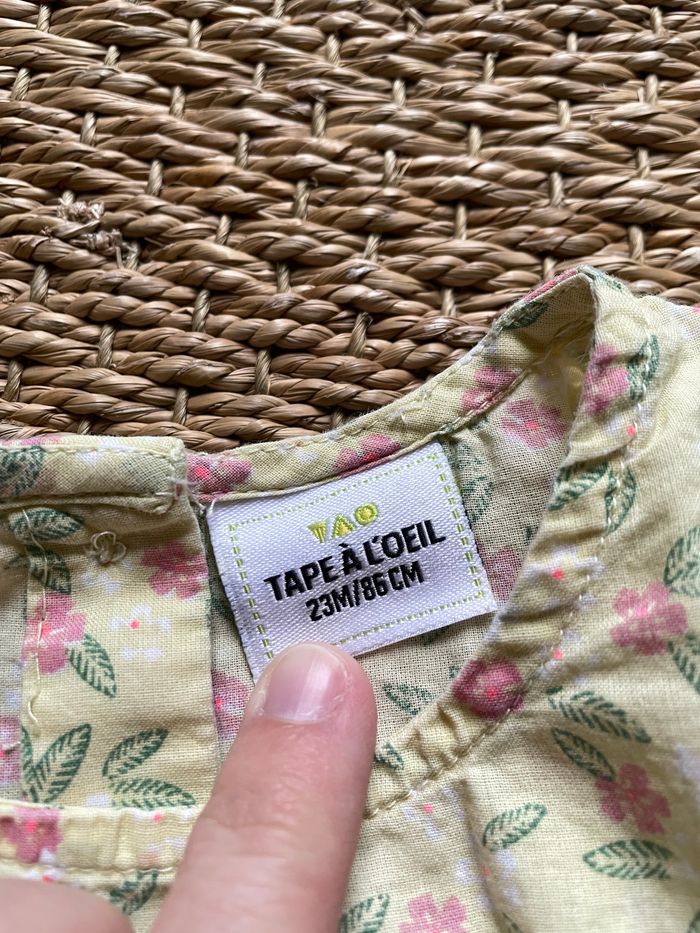 TAO
TAPE À L'OEIL
23M/86CM